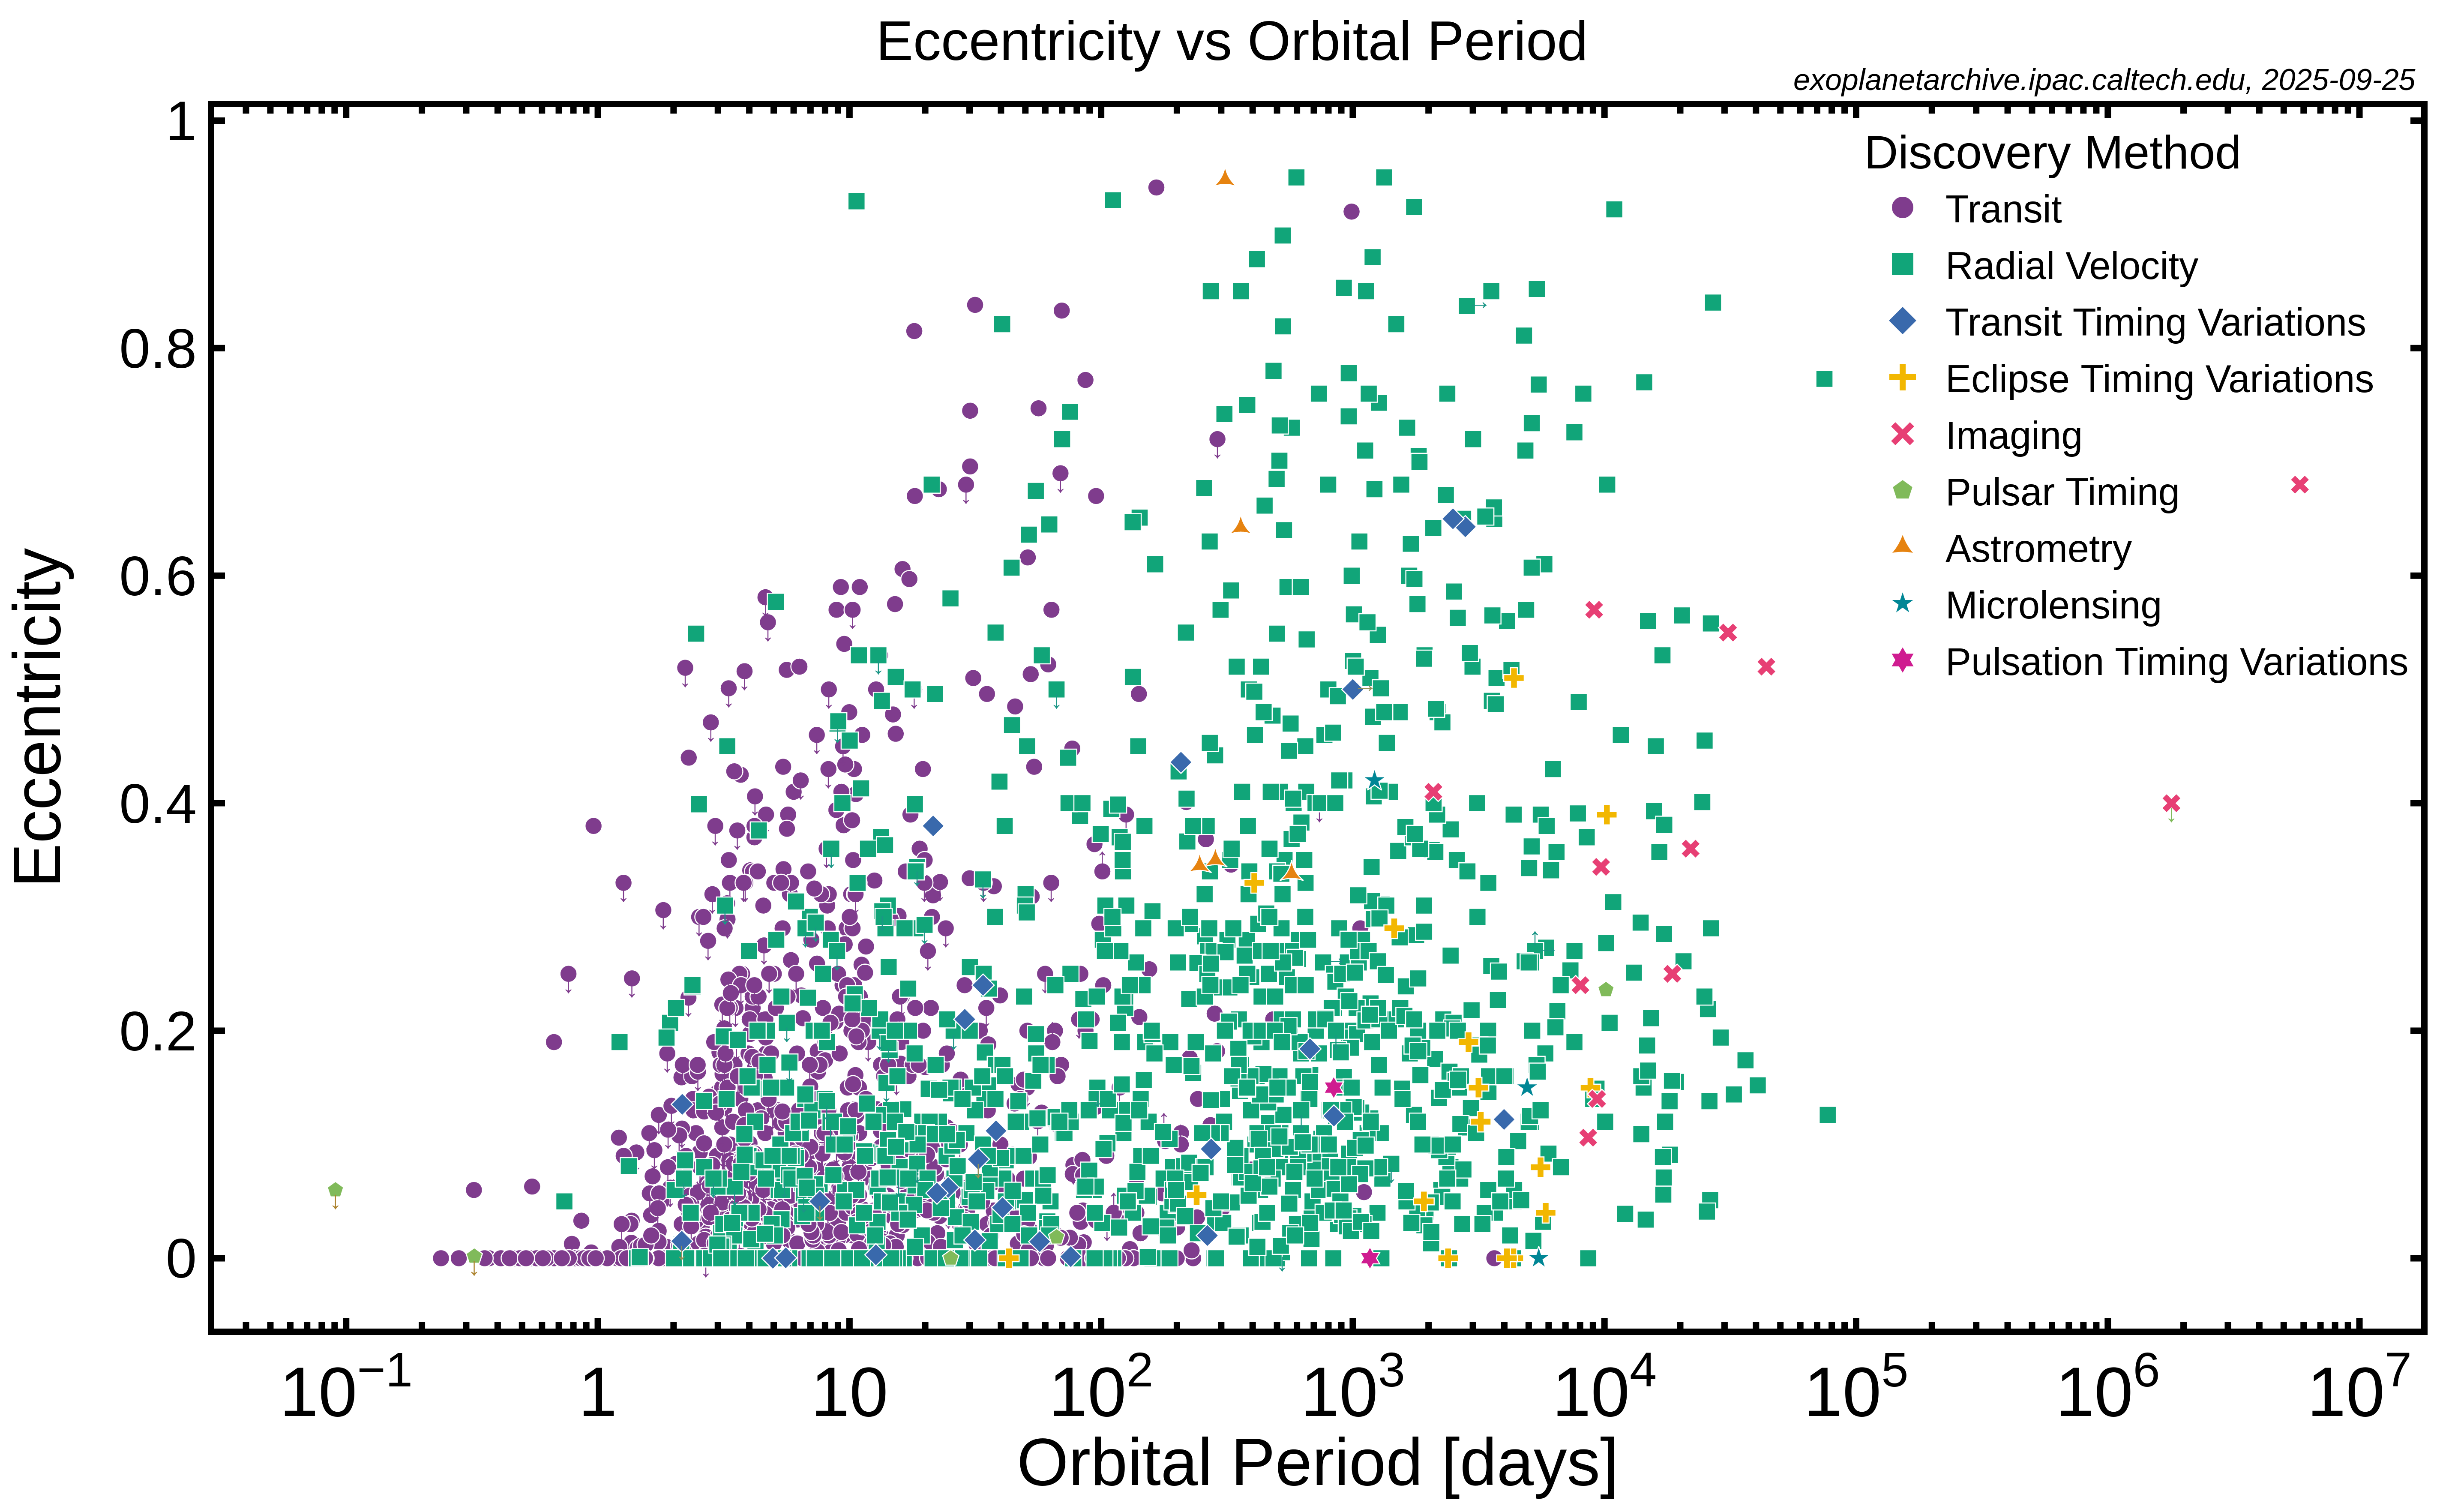 Eccentricity vs Orbital Period
exoplanetarchive.ipac.caltech.edu, 2025-09-25
Discovery Method
Transit
Radial Velocity
Transit Timing Variations
Eclipse Timing Variations
Imaging
Pulsar Timing
Astrometry
Microlensing
Pulsation Timing Variations
Eccentricity
1
0.8
0.6
0.4
0.2
0
10⁻¹ 1 10 10² 10³ 10⁴ 10⁵ 10⁶ 10⁷
Orbital Period [days]